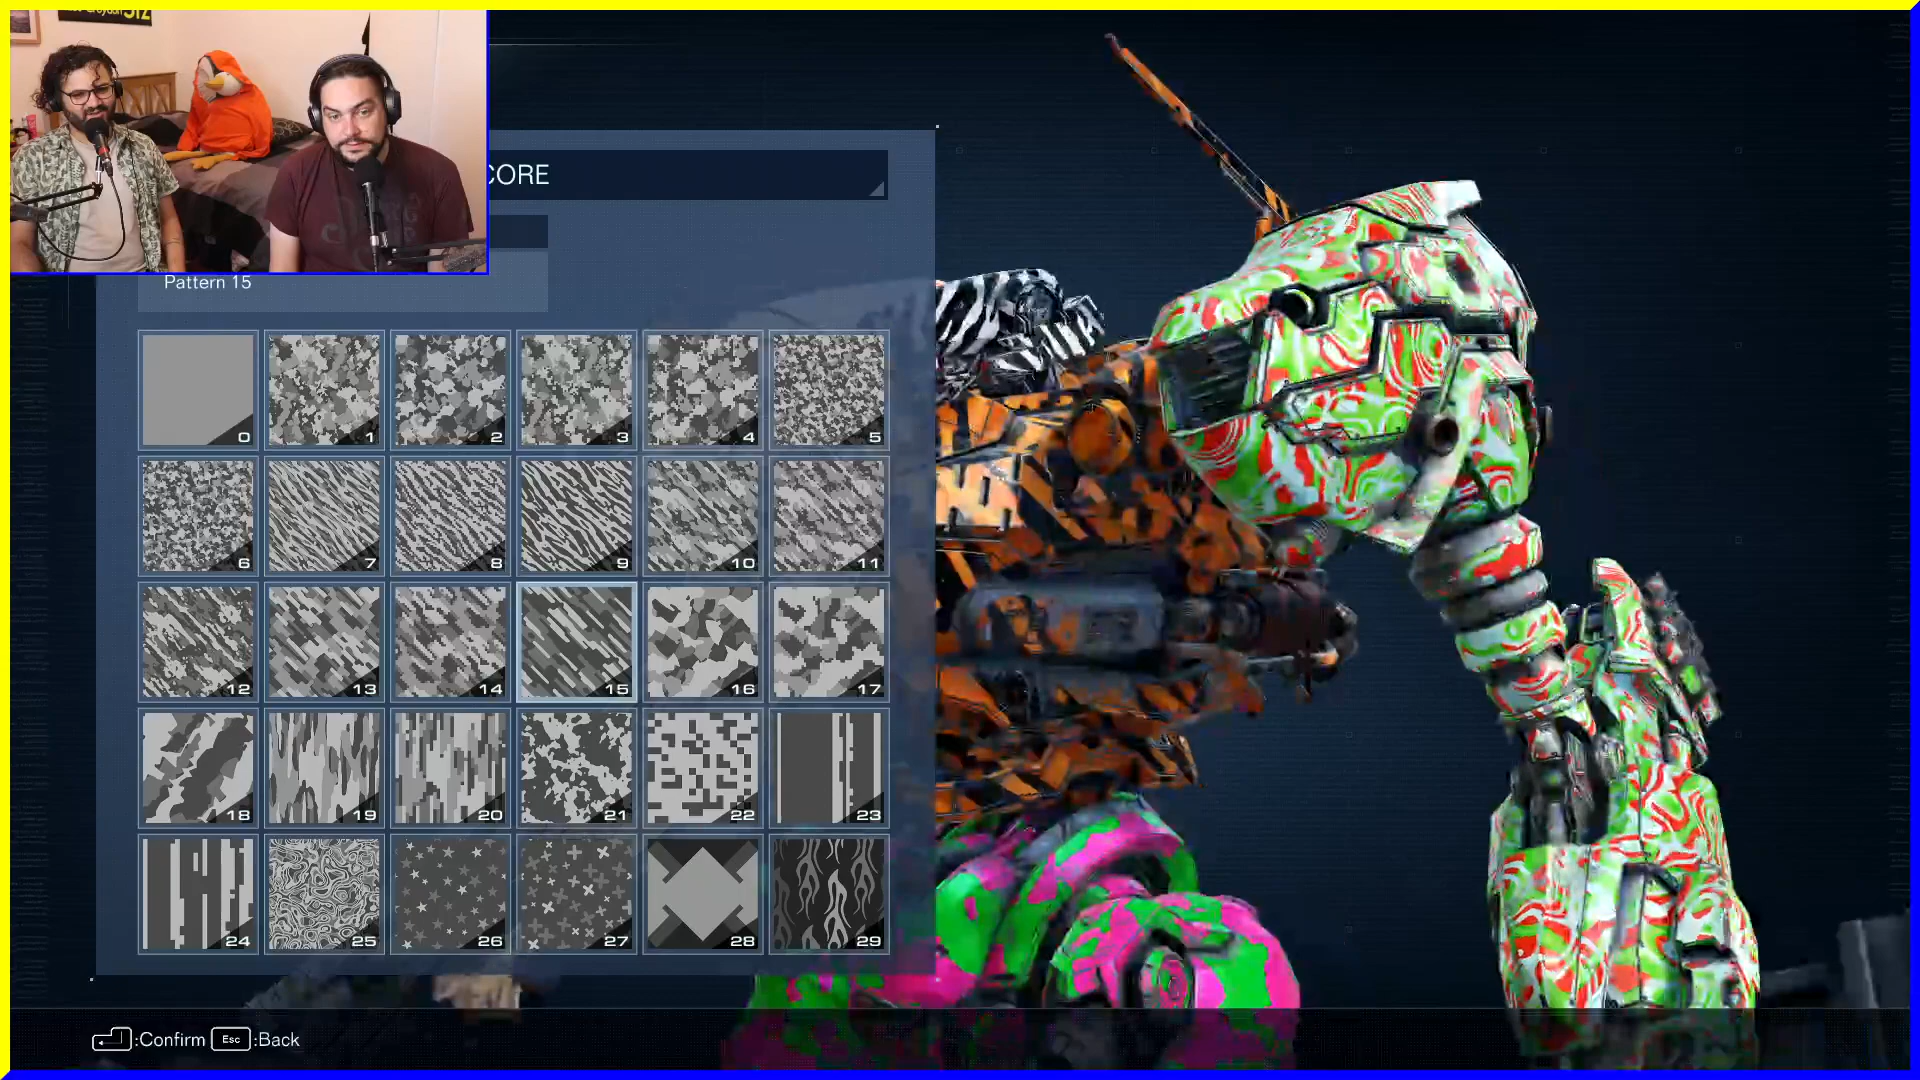 CORE
Pattern 15
0 1 2 3 4 5
6 7 8 9 10 11
12 13 14 15 16 17
18 19 20 21 22 23
24 25 26 27 28 29
:Confirm Esc :Back